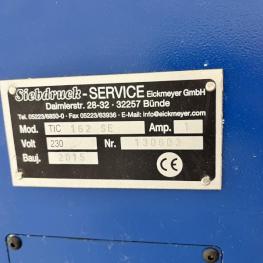 Siebdruck - SERVICE Eickmeyer GmbH
Daimlerstr. 28-32 · 32257 Bünde
Tel. 05223/6850-0 · Fax 05223/63936 · E-Mail: info@eickmeyer.com
Mod. TIC 162 SE Amp. 1
Volt 230 Nr. 130603
Bauj. 2015 CE